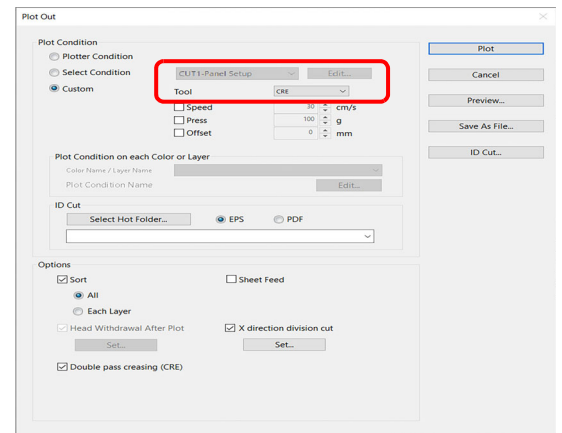 Plot Out
Plot Condition
Plotter Condition
Select Condition
CUT1-Panel Setup
Edit...
Custom
Tool
CRE
Speed
30
cm/s
Press
100
g
Offset
0
mm
Plot Condition on each Color or Layer
Color Name / Layer Name
Plot Condition Name
Edit...
ID Cut
Select Hot Folder...
EPS
PDF
Options
Sort
Sheet Feed
All
Each Layer
Head Withdrawal After Plot
X direction division cut
Set...
Set...
Double pass creasing (CRE)
Plot
Cancel
Preview...
Save As File...
ID Cut...